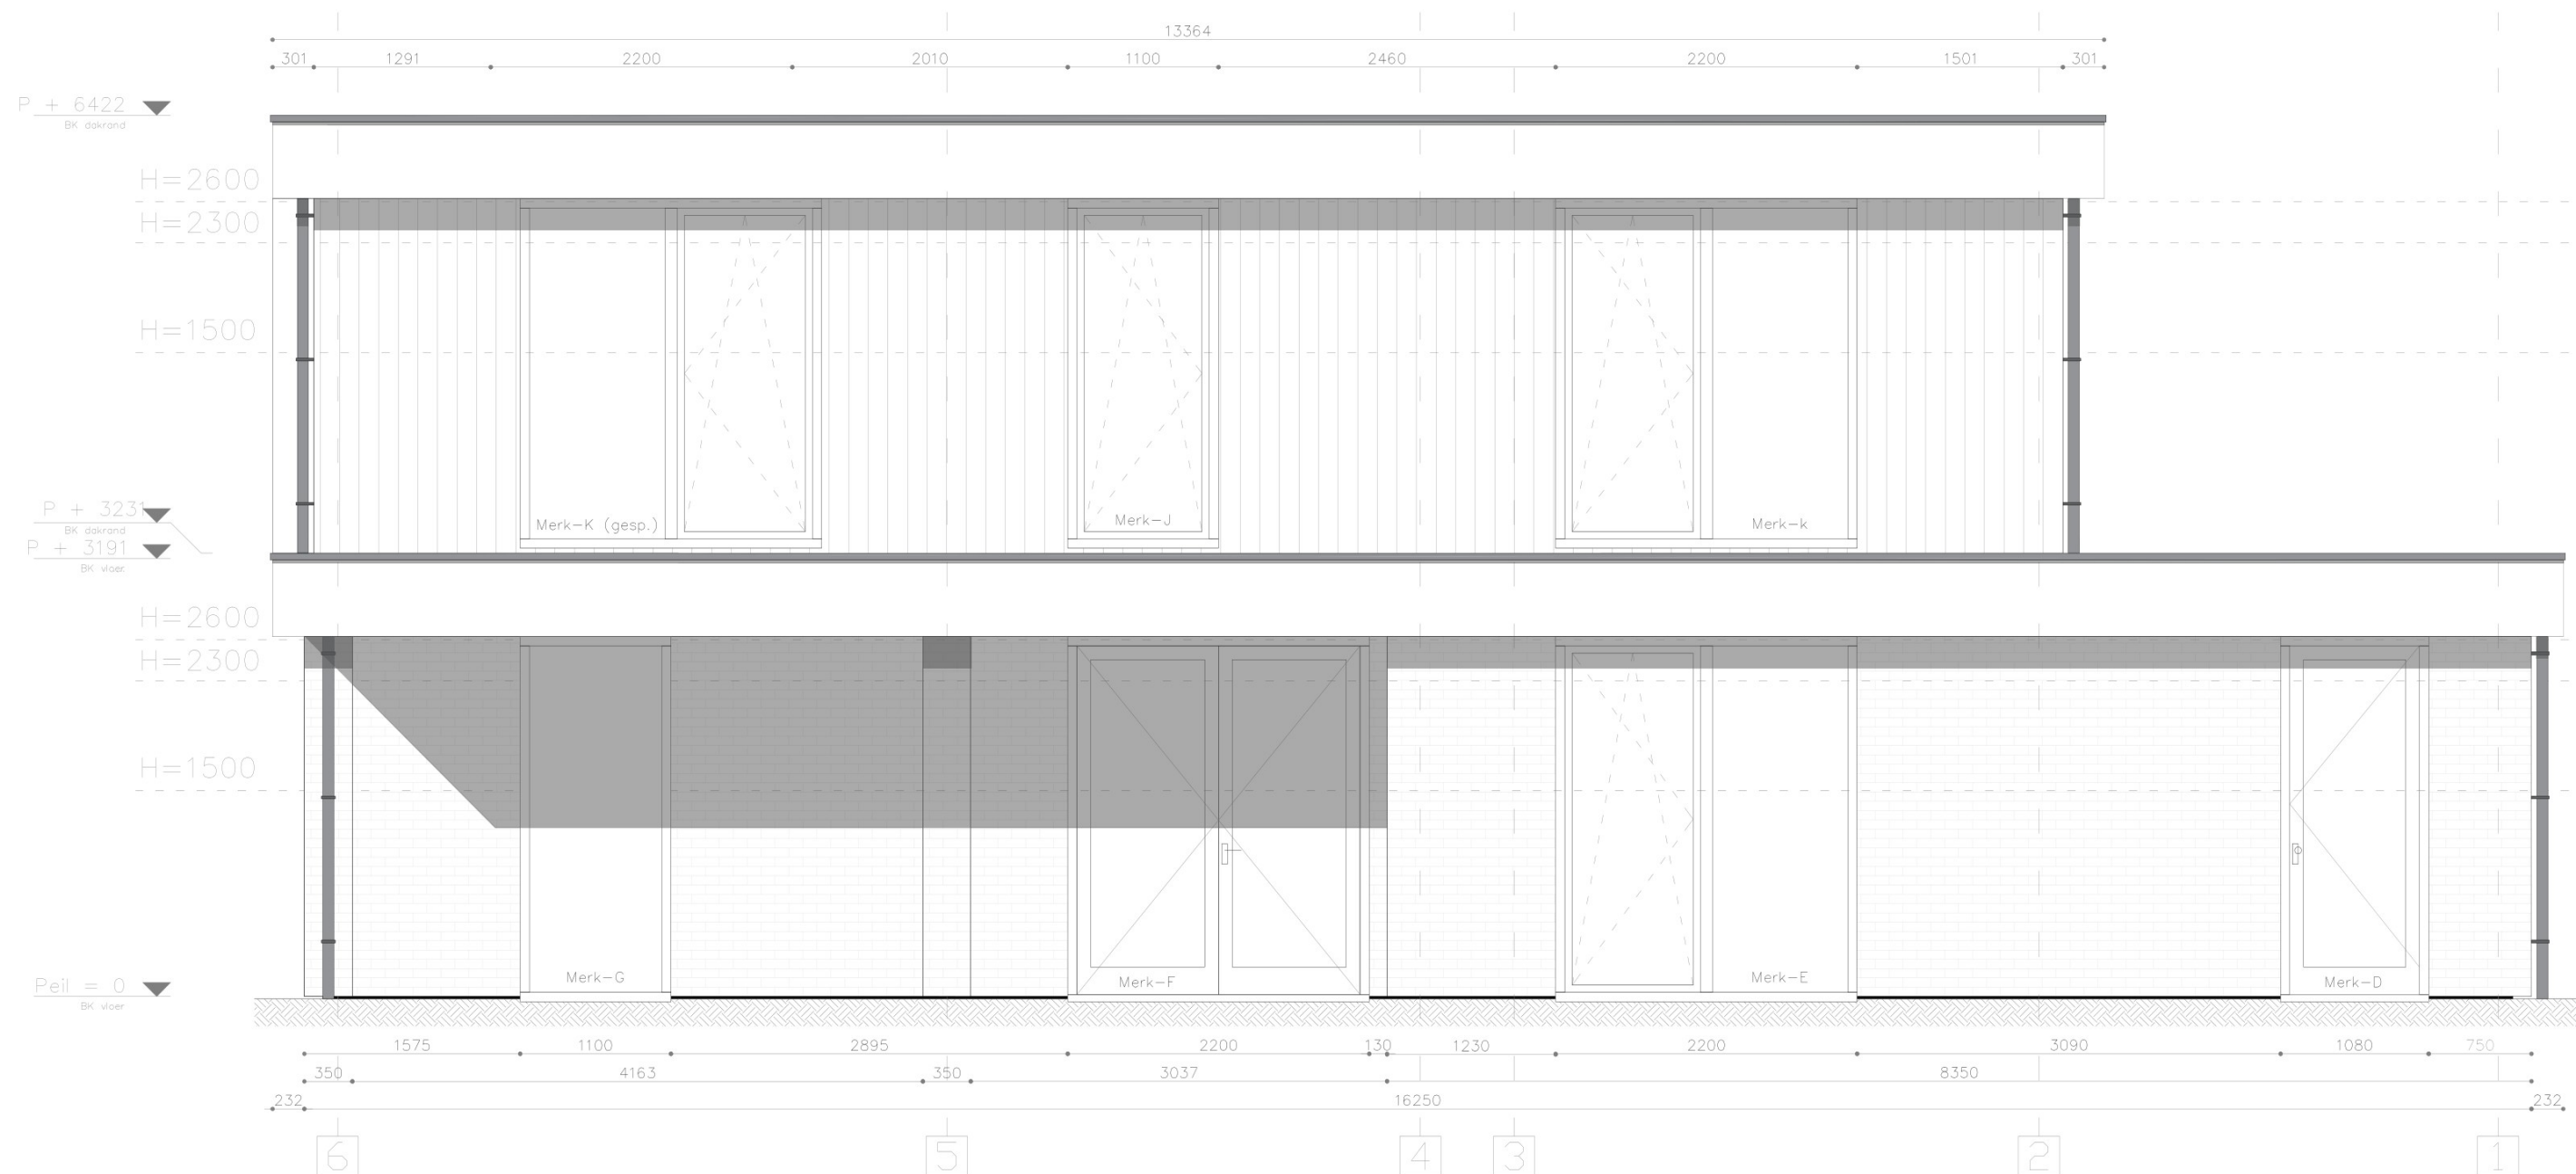 13364
301 1291 2200 2010 1100 2460 2200 1501 301
P + 6422
BK dakrand
H=2600
H=2300
H=1500
Merk-K (gesp.) Merk-J Merk-k
P + 3231
BK dakrand
P + 3191
BK vloer
H=2600
H=2300
H=1500
Merk-G Merk-F Merk-E Merk-D
Peil = 0
BK vloer
1575 1100 2895 2200 130 1230 2200 3090 1080 750
350 4163 350 3037 8350
232 16250 232
6 5 4 3 2 1